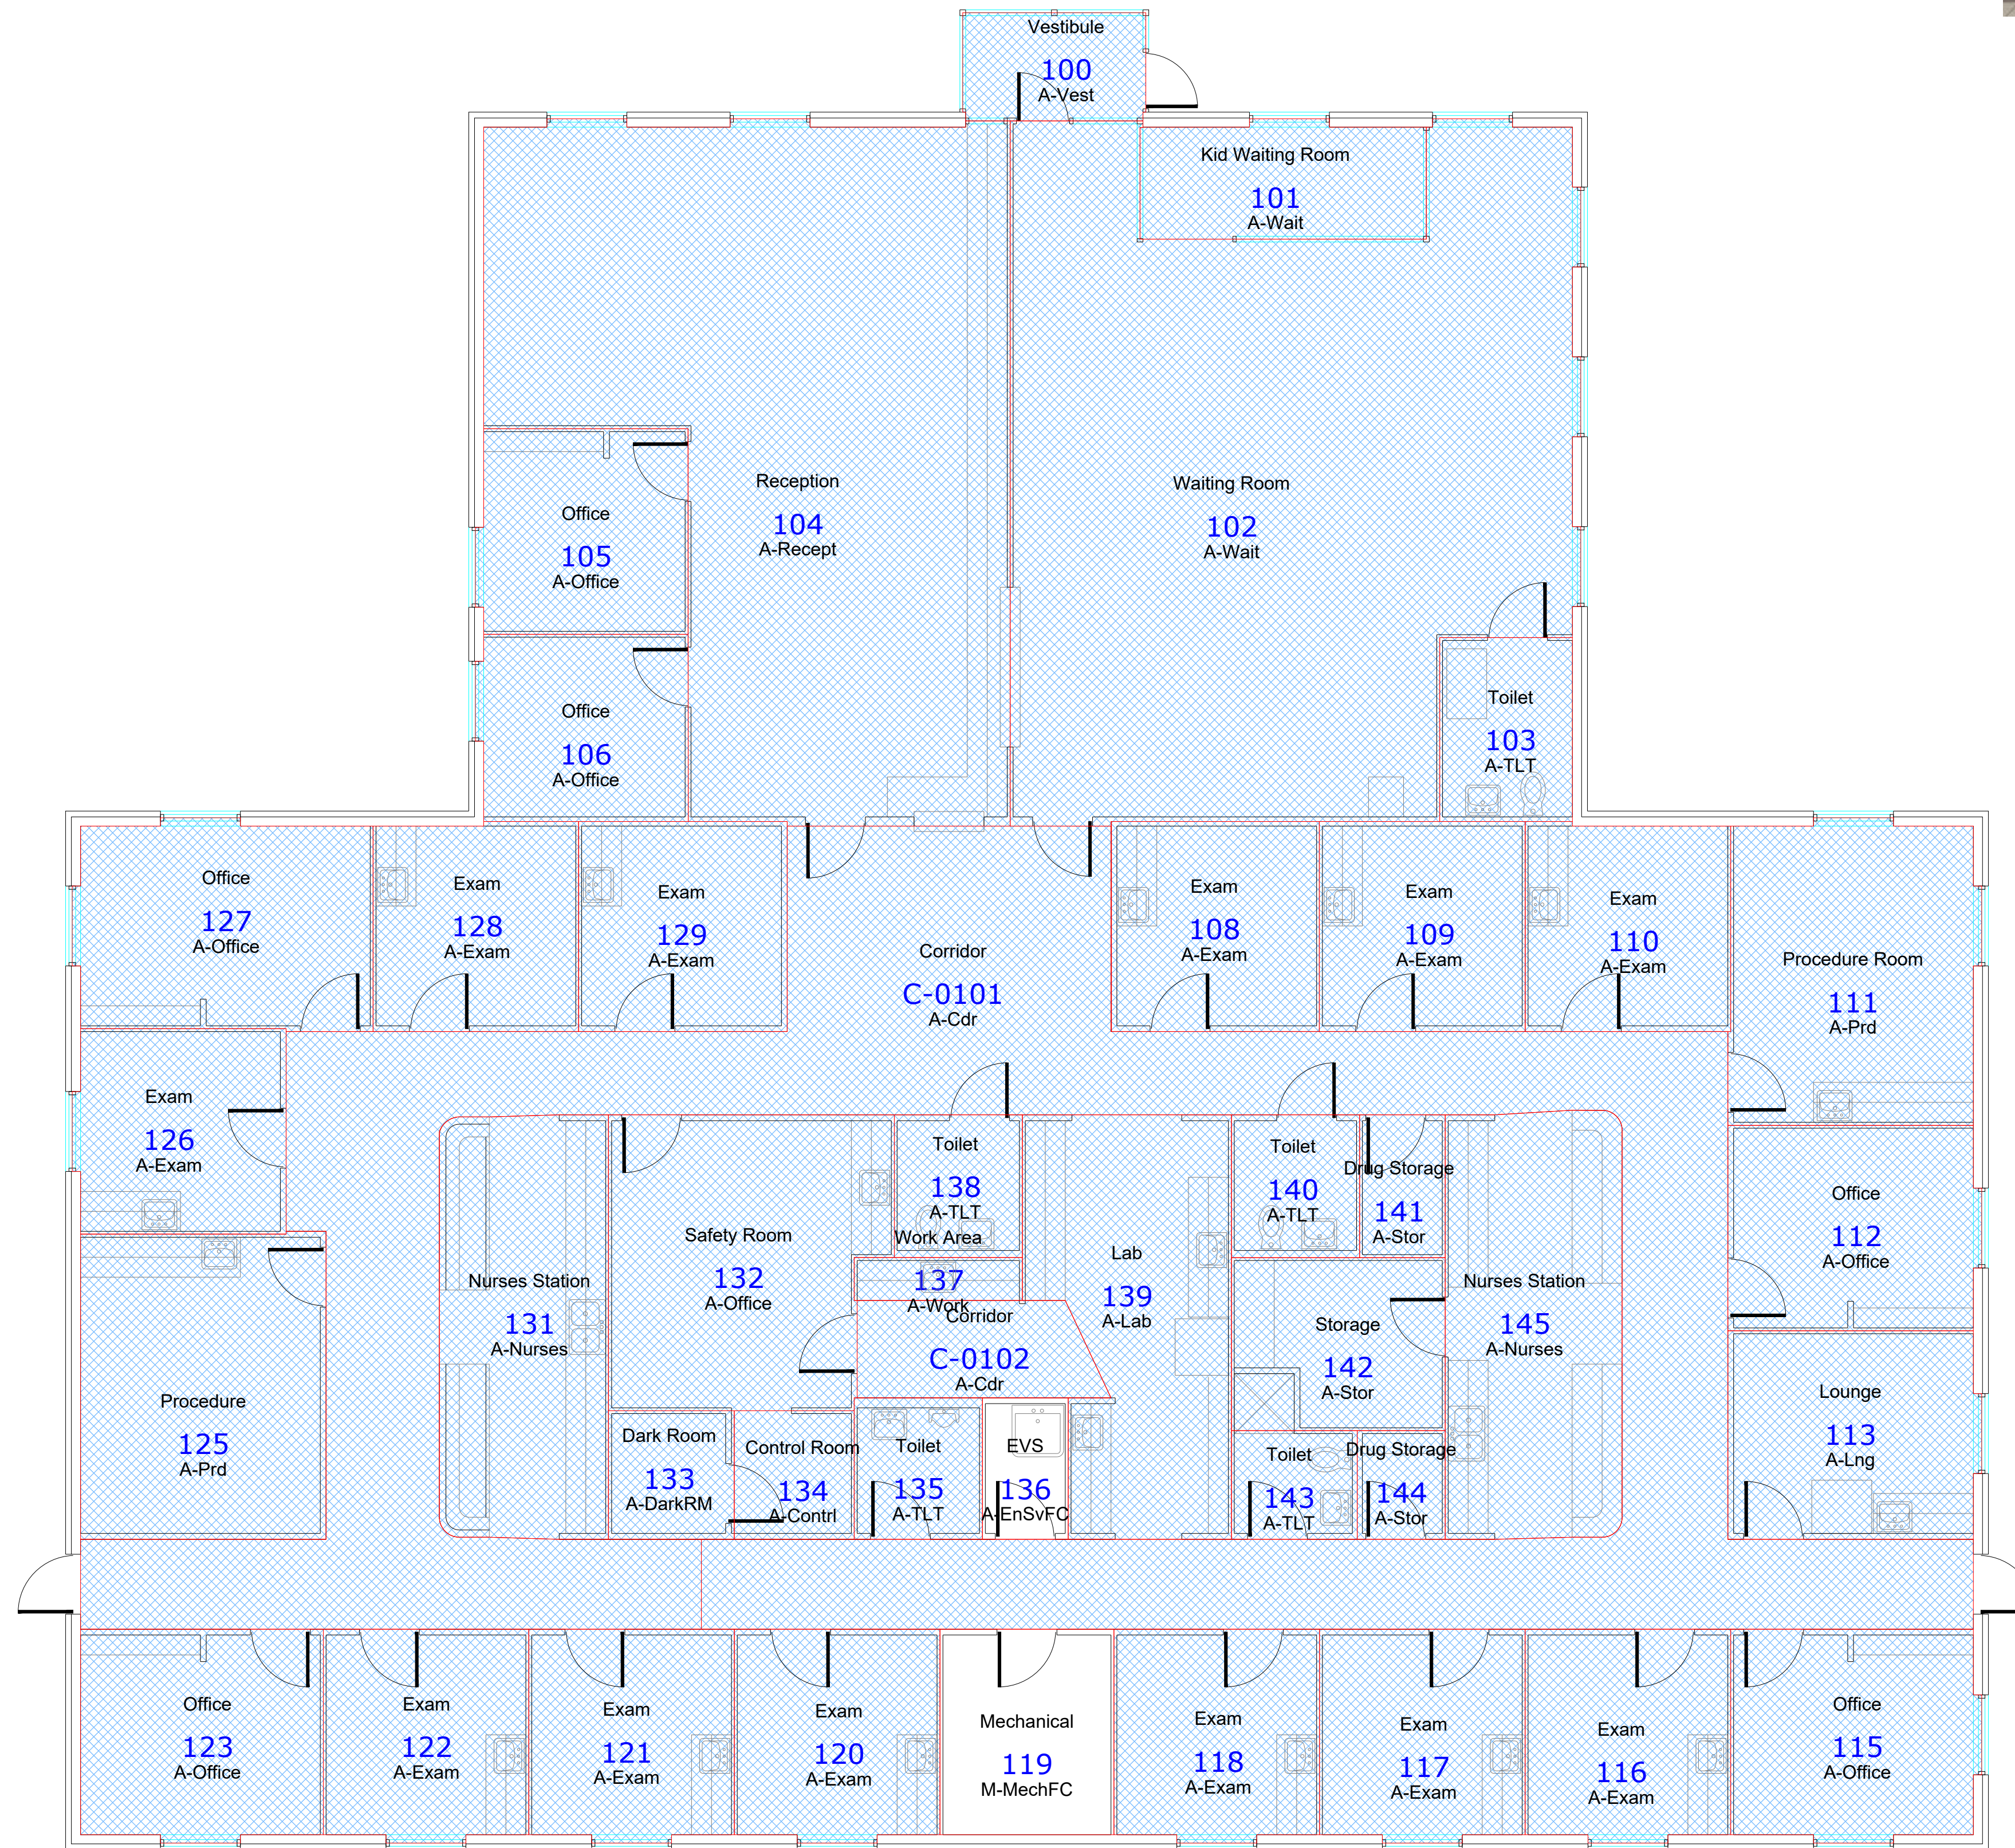 Vestibule
100
A-Vest
Kid Waiting Room
101
A-Wait
Reception
104
A-Recept
Waiting Room
102
A-Wait
Office
105
A-Office
Office
106
A-Office
Toilet
103
A-TLT
Office
127
A-Office
Exam
128
A-Exam
Exam
129
A-Exam
Corridor
C-0101
A-Cdr
Exam
108
A-Exam
Exam
109
A-Exam
Exam
110
A-Exam
Procedure Room
111
A-Prd
Exam
126
A-Exam
Nurses Station
131
A-Nurses
Safety Room
132
A-Office
Toilet
138
A-TLT
Work Area
137
A-Work
Corridor
C-0102
A-Cdr
Lab
139
A-Lab
Toilet
140
A-TLT
Drug Storage
141
A-Stor
Storage
142
A-Stor
Nurses Station
145
A-Nurses
Office
112
A-Office
Lounge
113
A-Lng
Procedure
125
A-Prd
Dark Room
133
A-DarkRM
Control Room
134
A-Contrl
Toilet
135
A-TLT
EVS
136
A-EnSvFC
Toilet
143
A-TLT
Drug Storage
144
A-Stor
Office
123
A-Office
Exam
122
A-Exam
Exam
121
A-Exam
Exam
120
A-Exam
Mechanical
119
M-MechFC
Exam
118
A-Exam
Exam
117
A-Exam
Exam
116
A-Exam
Office
115
A-Office